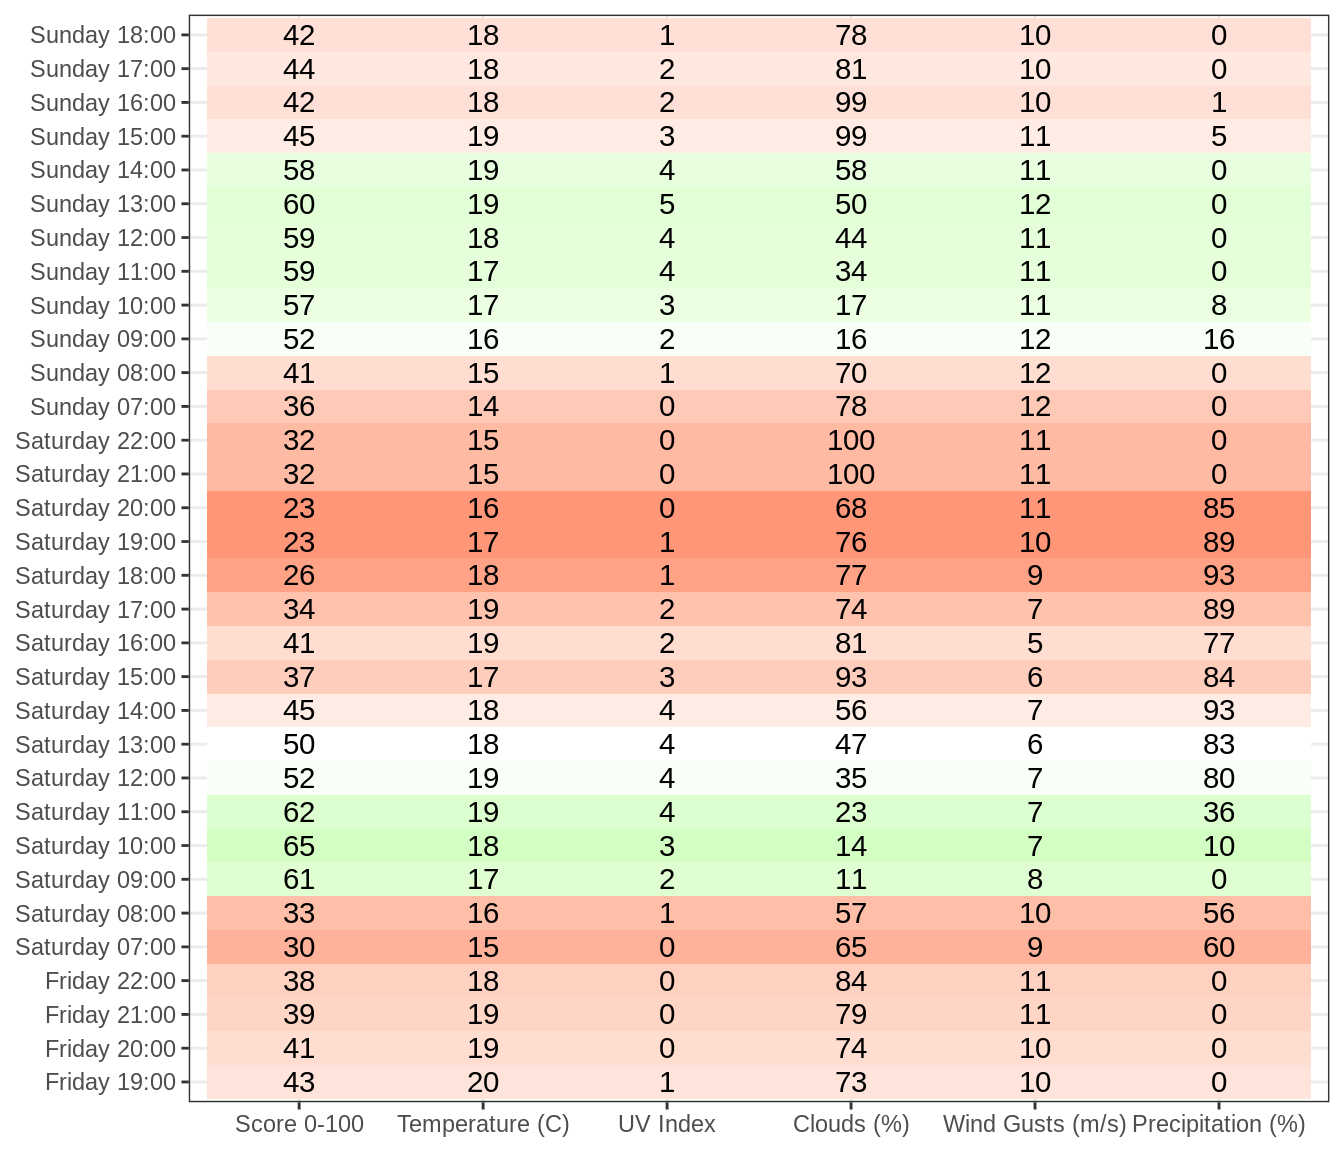 Sunday 18:00 42 18 1 78 10 0
Sunday 17:00 44 18 2 81 10 0
Sunday 16:00 42 18 2 99 10 1
Sunday 15:00 45 19 3 99 11 5
Sunday 14:00 58 19 4 58 11 0
Sunday 13:00 60 19 5 50 12 0
Sunday 12:00 59 18 4 44 11 0
Sunday 11:00 59 17 4 34 11 0
Sunday 10:00 57 17 3 17 11 8
Sunday 09:00 52 16 2 16 12 16
Sunday 08:00 41 15 1 70 12 0
Sunday 07:00 36 14 0 78 12 0
Saturday 22:00 32 15 0 100 11 0
Saturday 21:00 32 15 0 100 11 0
Saturday 20:00 23 16 0 68 11 85
Saturday 19:00 23 17 1 76 10 89
Saturday 18:00 26 18 1 77 9 93
Saturday 17:00 34 19 2 74 7 89
Saturday 16:00 41 19 2 81 5 77
Saturday 15:00 37 17 3 93 6 84
Saturday 14:00 45 18 4 56 7 93
Saturday 13:00 50 18 4 47 6 83
Saturday 12:00 52 19 4 35 7 80
Saturday 11:00 62 19 4 23 7 36
Saturday 10:00 65 18 3 14 7 10
Saturday 09:00 61 17 2 11 8 0
Saturday 08:00 33 16 1 57 10 56
Saturday 07:00 30 15 0 65 9 60
Friday 22:00 38 18 0 84 11 0
Friday 21:00 39 19 0 79 11 0
Friday 20:00 41 19 0 74 10 0
Friday 19:00 43 20 1 73 10 0
Score 0-100 Temperature (C) UV Index Clouds (%) Wind Gusts (m/s) Precipitation (%)